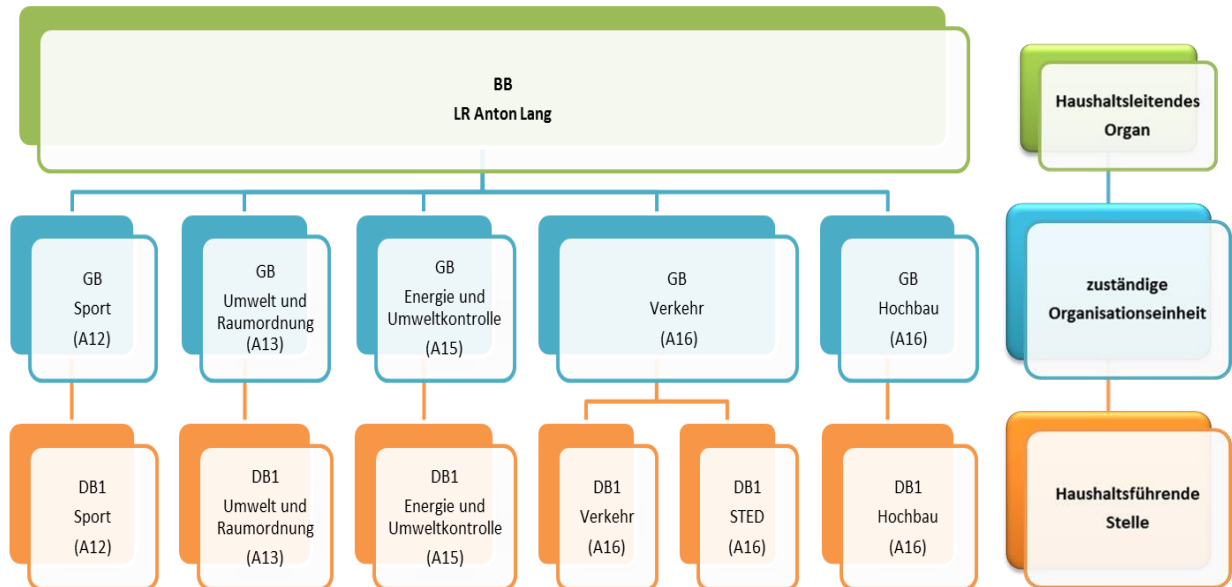 BB
LR Anton Lang
Haushaltsleitendes
Organ
GB
Sport
(A12)
GB
Umwelt und
Raumordnung
(A13)
GB
Energie und
Umweltkontrolle
(A15)
GB
Verkehr
(A16)
GB
Hochbau
(A16)
zuständige
Organisationseinheit
DB1
Sport
(A12)
DB1
Umwelt und
Raumordnung
(A13)
DB1
Energie und
Umweltkontrolle
(A15)
DB1
Verkehr
(A16)
DB1
STED
(A16)
DB1
Hochbau
(A16)
Haushaltsführende
Stelle